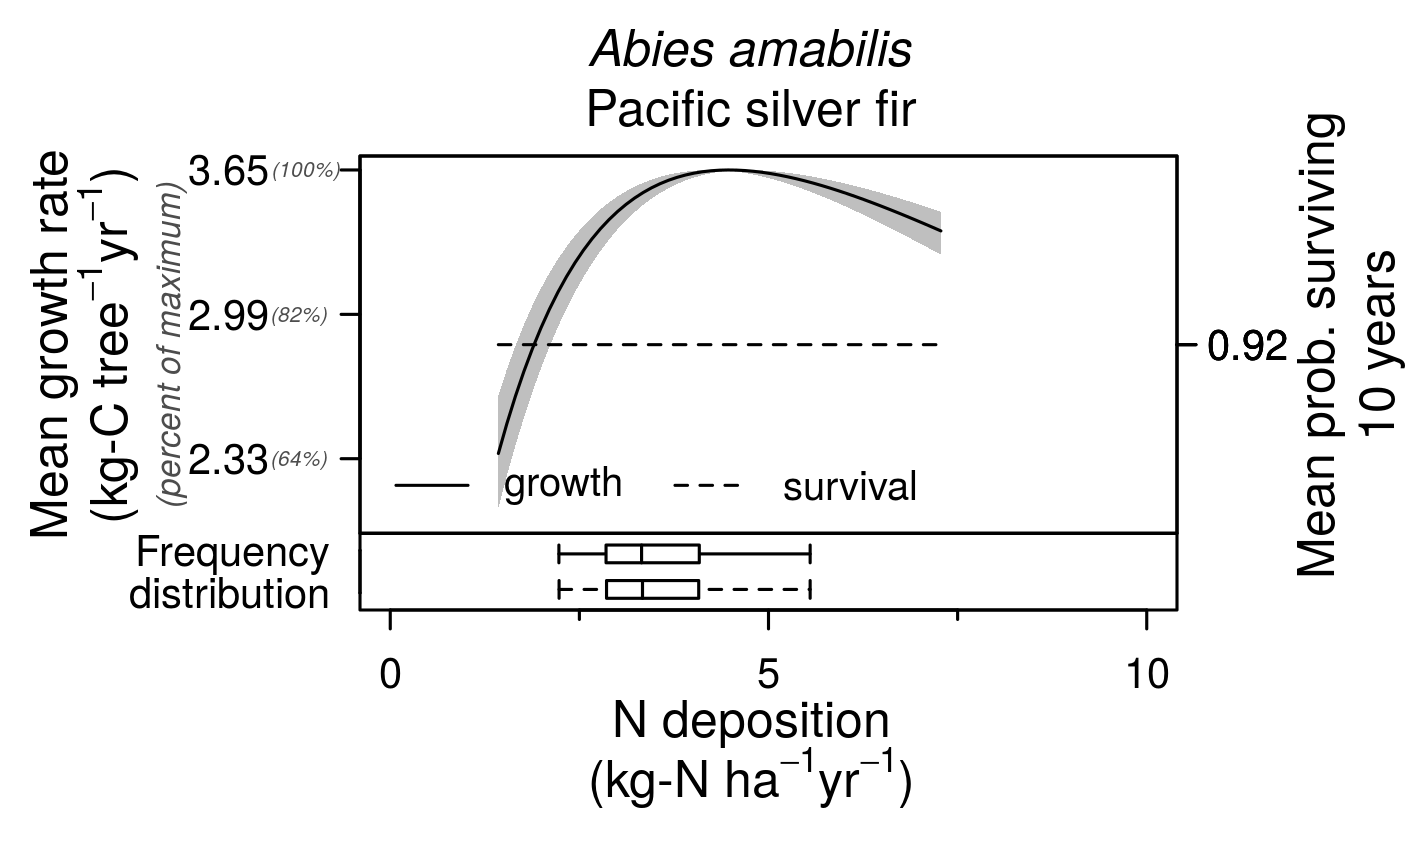 Abies amabilis
Pacific silver fir
Mean growth rate
(kg-C tree⁻¹yr⁻¹)
(percent of maximum)
3.65 (100%)
2.99 (82%)
2.33 (64%)
growth
survival
0.92
Mean prob. surviving
10 years
Frequency
distribution
0 5 10
N deposition
(kg-N ha⁻¹yr⁻¹)